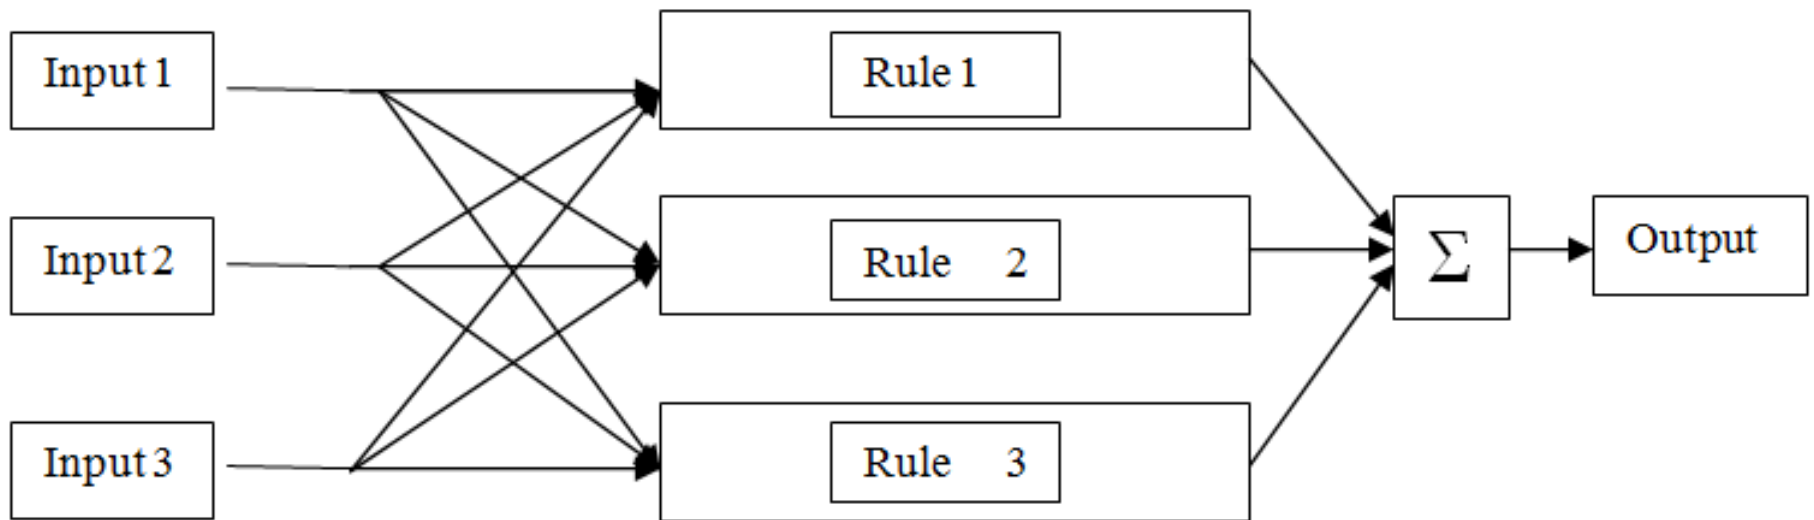 Input 1
Rule 1
Input 2
Rule 2
Σ
Output
Input 3
Rule 3